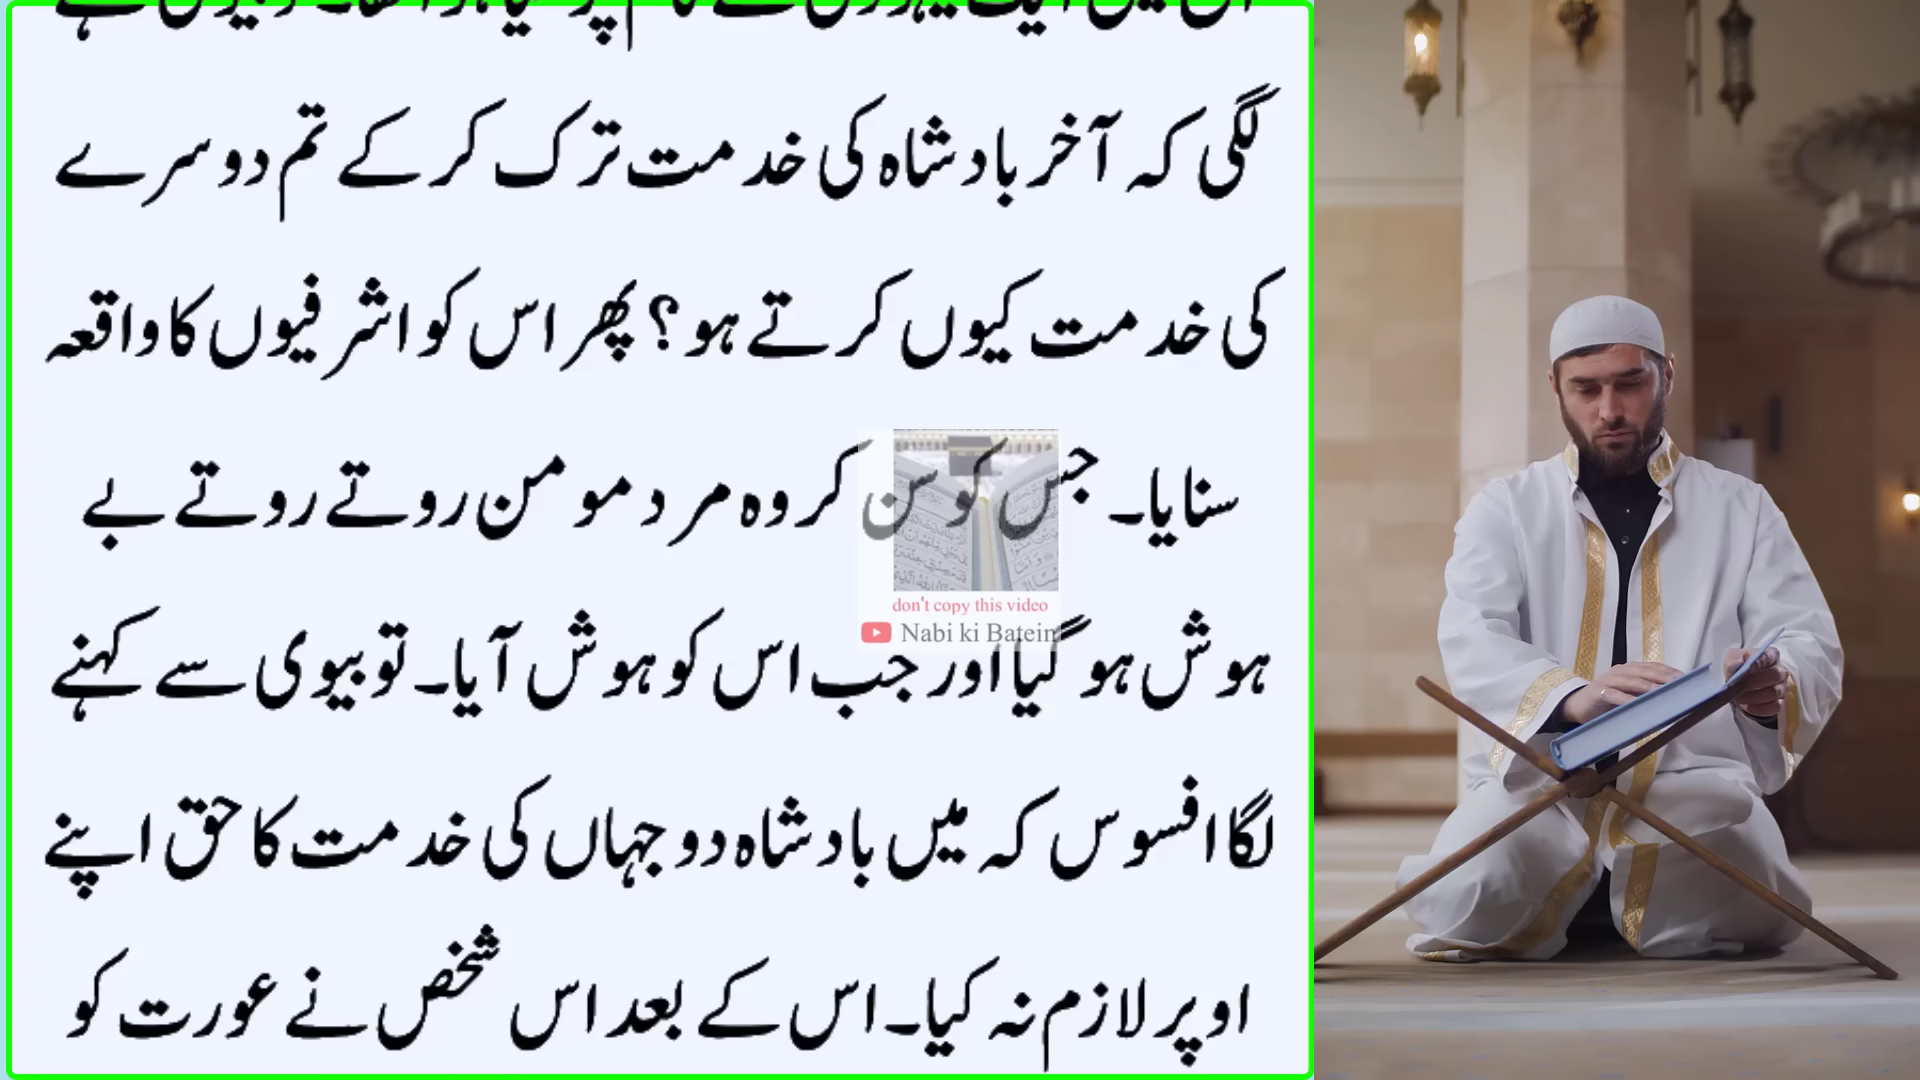 لگی کہ آخر بادشاہ کی خدمت ترک کر کے تم دوسرے
کی خدمت کیوں کرتے ہو؟ پھر اس کو اشرفیوں کا واقعہ
سنایا۔ جس کو سن کر وہ مرد مومن روتے روتے بے
ہوش ہو گیا اور جب اس کو ہوش آیا۔ تو بیوی سے کہنے
لگا افسوس کہ میں بادشاہ دو جہاں کی خدمت کا حق اپنے
اوپر لازم نہ کیا۔ اس کے بعد اس شخص نے عورت کو
don't copy this video
Nabi ki Batein